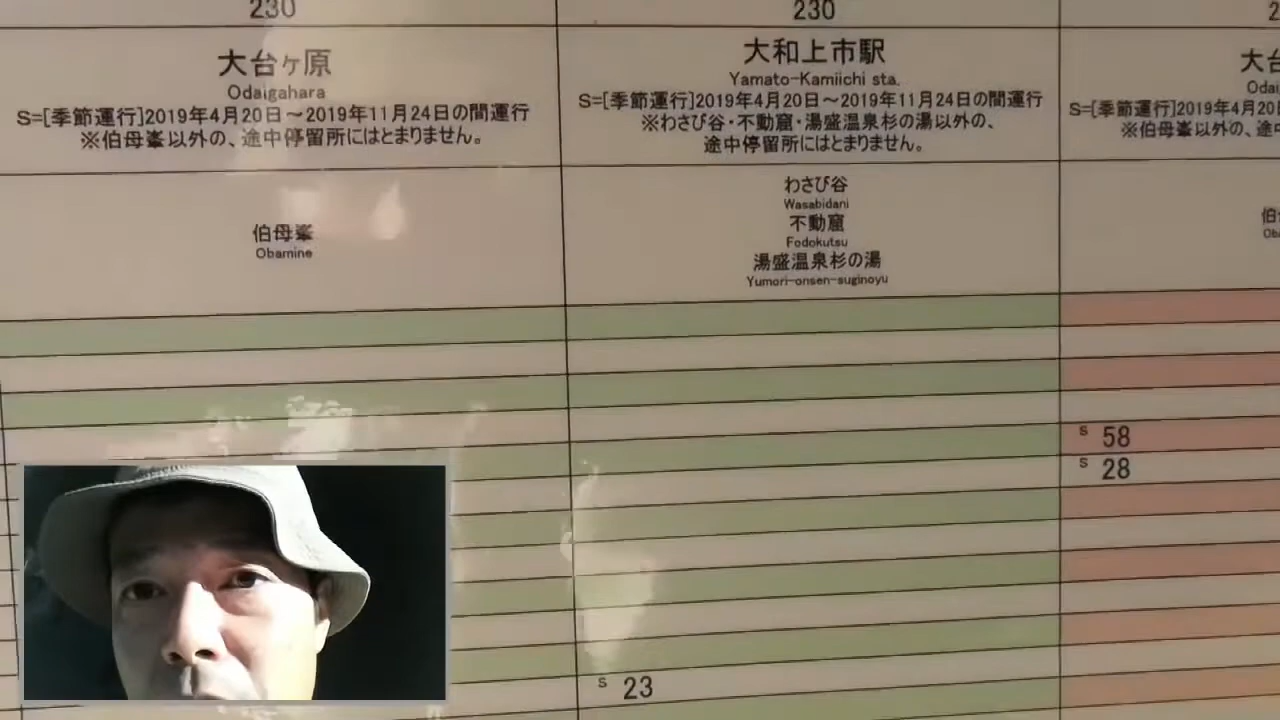 230
大台ヶ原
Odaigahara
S=[季節運行]2019年4月20日~2019年11月24日の間運行
※伯母峯以外の、途中停留所にはとまりません。
伯母峯
Obamine
230
大和上市駅
Yamato-Kamiichi sta.
S=[季節運行]2019年4月20日~2019年11月24日の間運行
※わさび谷・不動窟・湯盛温泉杉の湯以外の、
途中停留所にはとまりません。
わさび谷
Wasabidani
不動窟
Fodokutsu
湯盛温泉杉の湯
Yumori-onsen-suginoyu
S 23
2
大台
Odai
S=[季節運行]2019年4月20
※伯母峯以外の、途中
伯
Oba
S 58
S 28